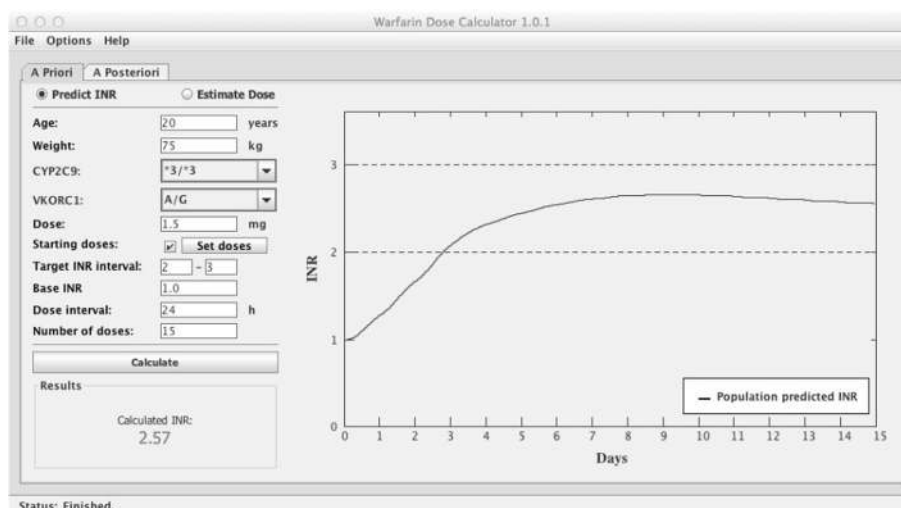 Warfarin Dose Calculator 1.0.1
File Options Help
A Priori A Posteriori
Predict INR Estimate Dose
Age: 20 years
Weight: 75 kg
CYP2C9: *3/*3
VKORC1: A/G
Dose: 1.5 mg
Starting doses: Set doses
Target INR interval: 2 - 3
Base INR 1.0
Dose interval: 24 h
Number of doses: 15
Calculate
Results
Calculated INR:
2.57
3
2
1
0
INR
0 1 2 3 4 5 6 7 8 9 10 11 12 13 14 15
Days
Population predicted INR
Status: Finished